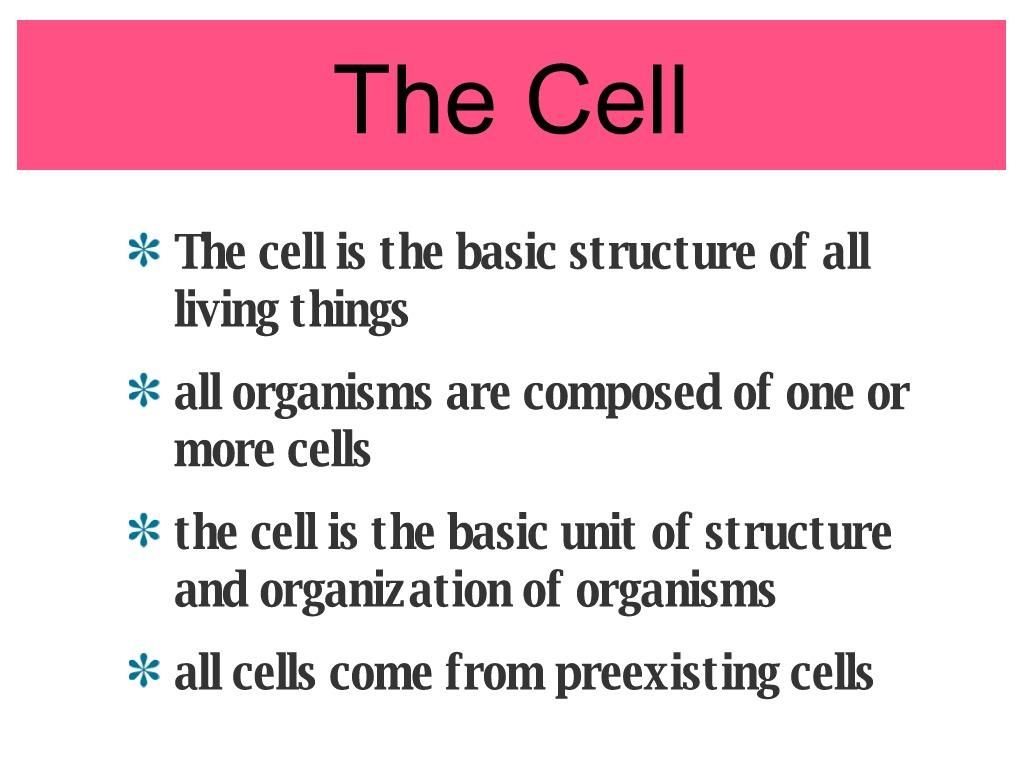 The Cell
* The cell is the basic structure of all
living things
* all organisms are composed of one or
more cells
* the cell is the basic unit of structure
and organization of organisms
* all cells come from preexisting cells